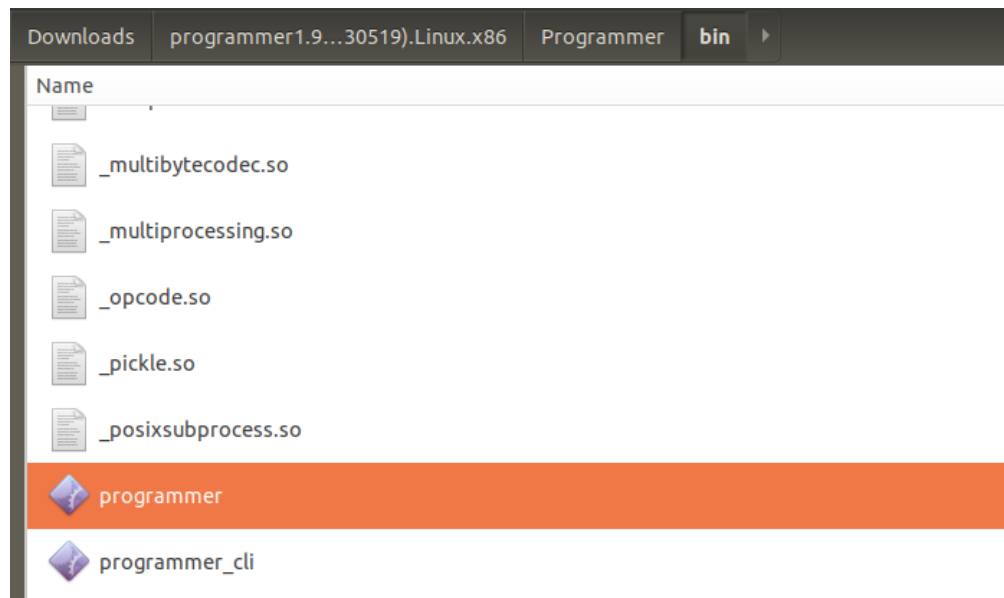 Downloads programmer1.9...30519).Linux.x86 Programmer bin
Name
_multibytecodec.so
_multiprocessing.so
_opcode.so
_pickle.so
_posixsubprocess.so
programmer
programmer_cli